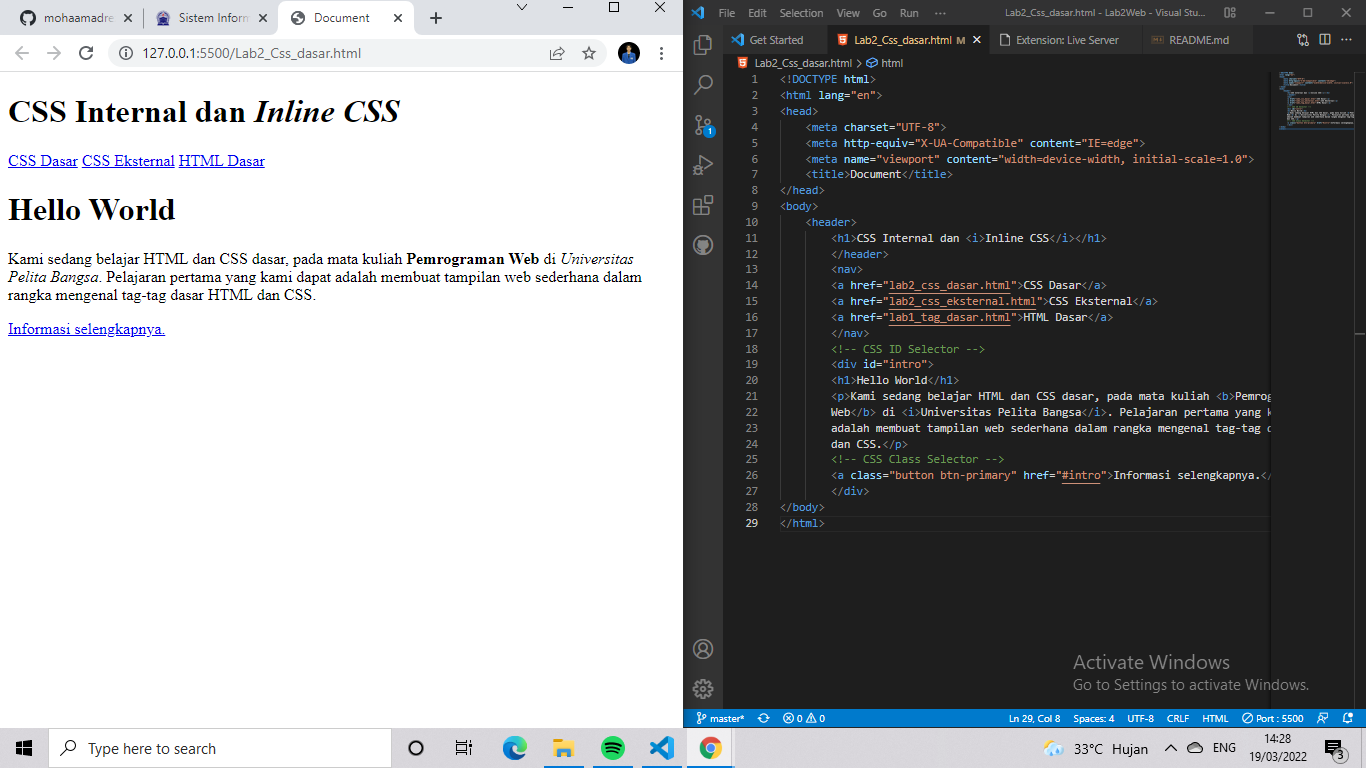 mohaamadre
Sistem Inform
Document
127.0.0.1:5500/Lab2_Css_dasar.html
CSS Internal dan Inline CSS
CSS Dasar CSS Eksternal HTML Dasar
Hello World
Kami sedang belajar HTML dan CSS dasar, pada mata kuliah Pemrograman Web di Universitas
Pelita Bangsa. Pelajaran pertama yang kami dapat adalah membuat tampilan web sederhana dalam
rangka mengenal tag-tag dasar HTML dan CSS.
Informasi selengkapnya.
File Edit Selection View Go Run ··· Lab2_Css_dasar.html - Lab2Web - Visual Stu...
Get Started Lab2_Css_dasar.html M Extension: Live Server README.md ···
Lab2_Css_dasar.html > html
1 <!DOCTYPE html>
2 <html lang="en">
3 <head>
4 <meta charset="UTF-8">
5 <meta http-equiv="X-UA-Compatible" content="IE=edge">
6 <meta name="viewport" content="width=device-width, initial-scale=1.0">
7 <title>Document</title>
8 </head>
9 <body>
10 <header>
11 <h1>CSS Internal dan <i>Inline CSS</i></h1>
12 </header>
13 <nav>
14 <a href="lab2_css_dasar.html">CSS Dasar</a>
15 <a href="lab2_css_eksternal.html">CSS Eksternal</a>
16 <a href="lab1_tag_dasar.html">HTML Dasar</a>
17 </nav>
18 <!-- CSS ID Selector -->
19 <div id="intro">
20 <h1>Hello World</h1>
21 <p>Kami sedang belajar HTML dan CSS dasar, pada mata kuliah <b>Pemrog
22 Web</b> di <i>Universitas Pelita Bangsa</i>. Pelajaran pertama yang k
23 adalah membuat tampilan web sederhana dalam rangka mengenal tag-tag d
24 dan CSS.</p>
25 <!-- CSS Class Selector -->
26 <a class="button btn-primary" href="#intro">Informasi selengkapnya.</
27 </div>
28 </body>
29 </html>
1
Activate Windows
Go to Settings to activate Windows.
master* 0 0 Ln 29, Col 8 Spaces: 4 UTF-8 CRLF HTML Port : 5500
Type here to search
33°C Hujan ENG
14:28
19/03/2022
3